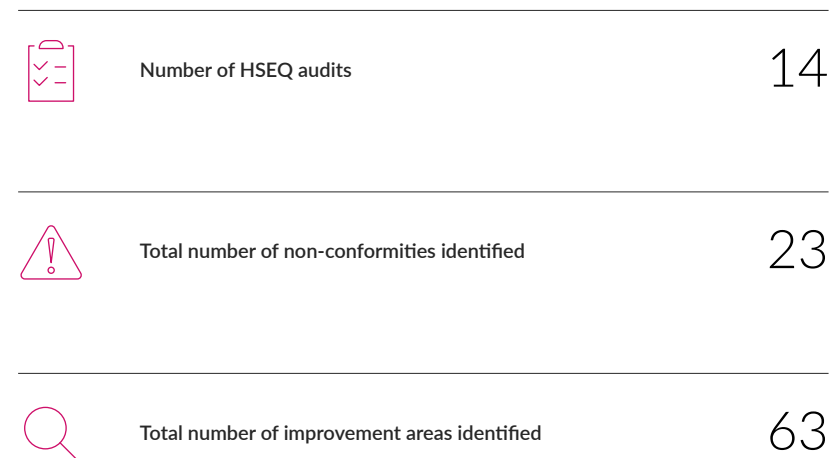 Number of HSEQ audits 14
Total number of non-conformities identified 23
Total number of improvement areas identified 63